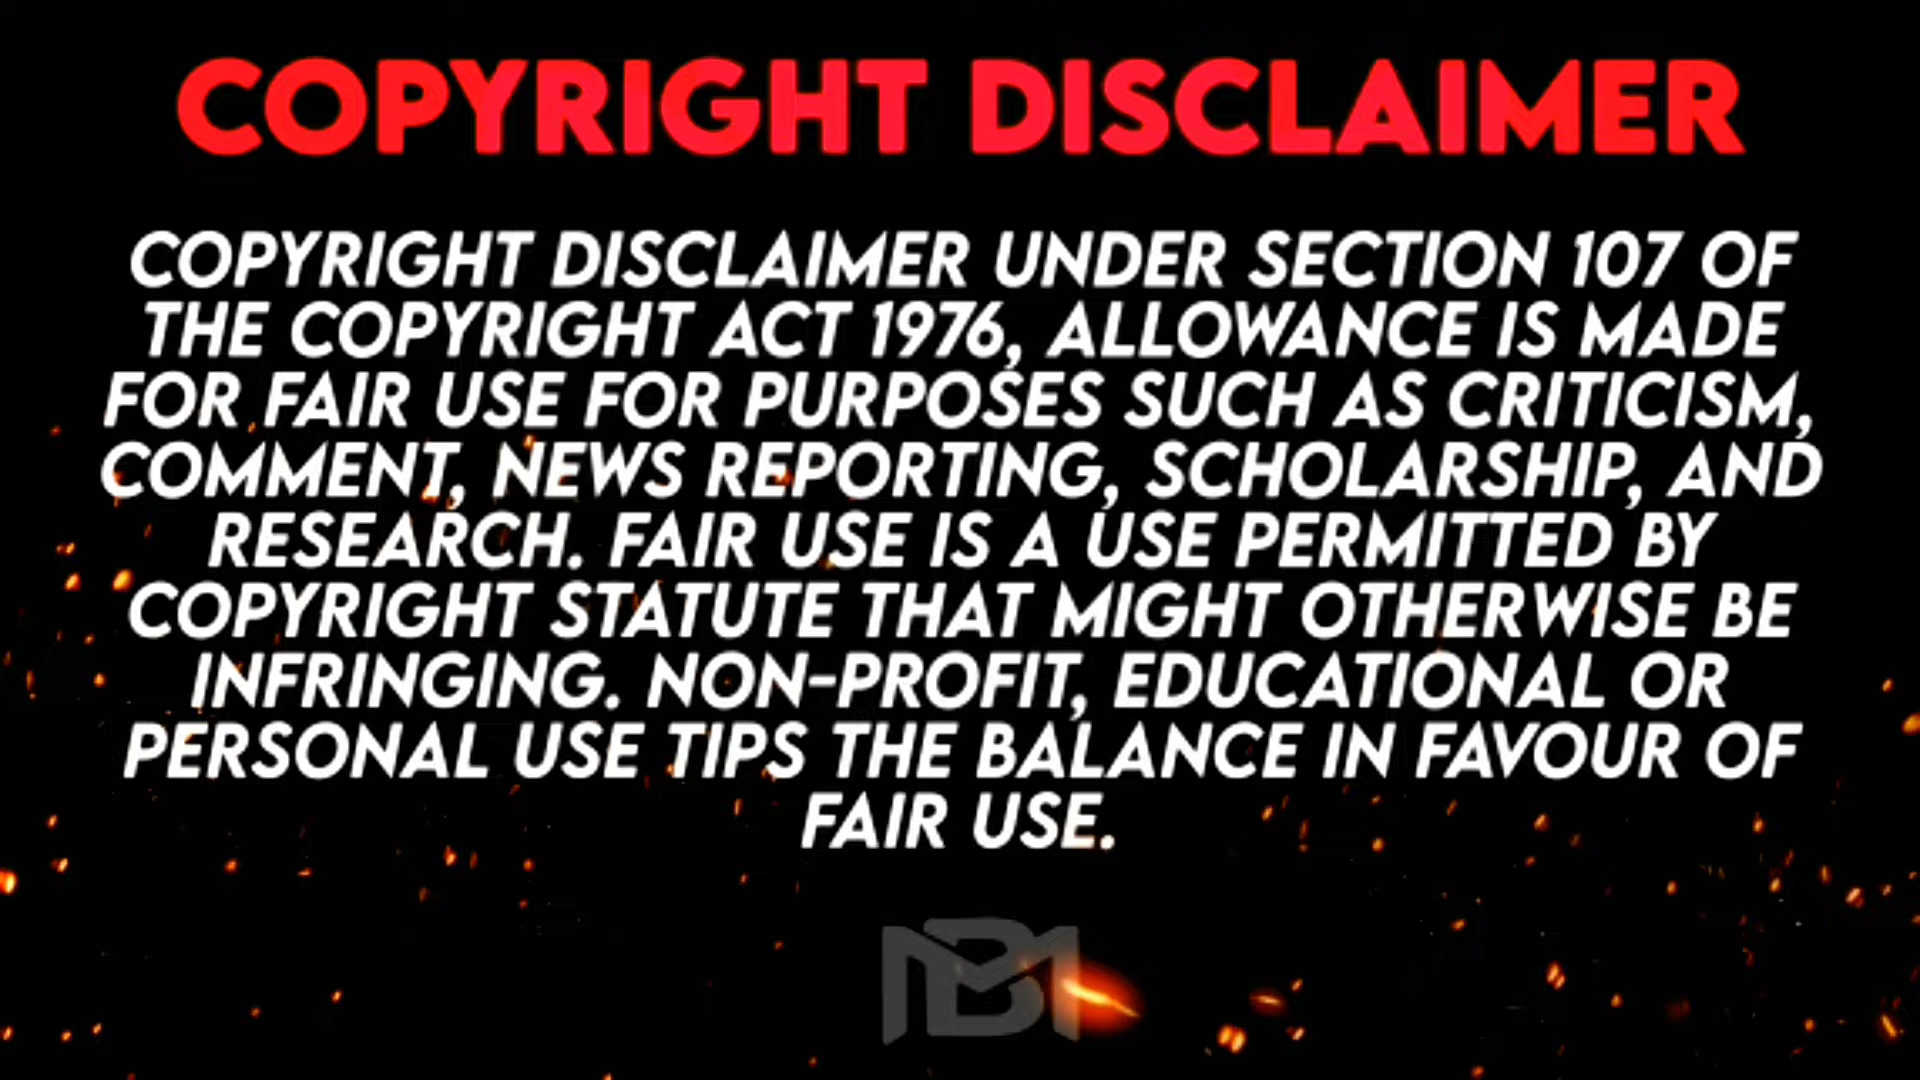 COPYRIGHT DISCLAIMER
COPYRIGHT DISCLAIMER UNDER SECTION 107 OF
THE COPYRIGHT ACT 1976, ALLOWANCE IS MADE
FOR FAIR USE FOR PURPOSES SUCH AS CRITICISM,
COMMENT, NEWS REPORTING, SCHOLARSHIP, AND
RESEARCH. FAIR USE IS A USE PERMITTED BY
COPYRIGHT STATUTE THAT MIGHT OTHERWISE BE
INFRINGING. NON-PROFIT, EDUCATIONAL OR
PERSONAL USE TIPS THE BALANCE IN FAVOUR OF
FAIR USE.